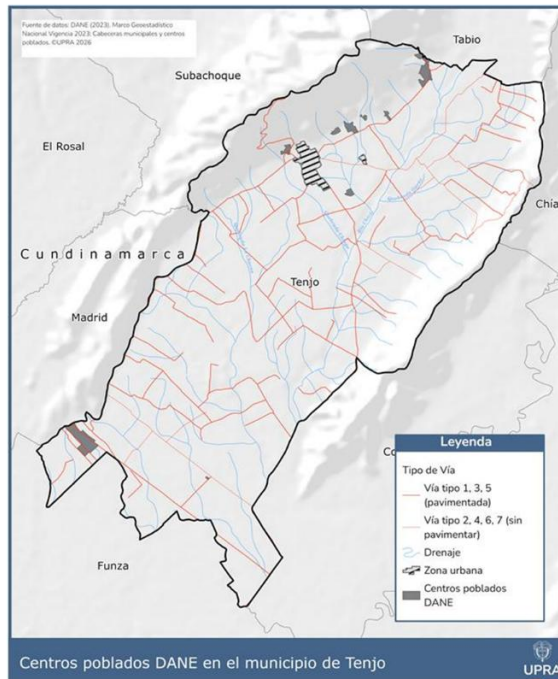 Fuente de datos: DANE (2023), Marco Geoestadístico
Nacional Vigencia 2023; Cabeceras municipales y centros
poblados. ©UPRA 2026
Tabio
Subachoque
El Rosal
Chía
Cundinamarca
Tenjo
Madrid
Funza
Leyenda
Tipo de Vía
Vía tipo 1, 3, 5
(pavimentada)
Vía tipo 2, 4, 6, 7 (sin
pavimentar)
Drenaje
Zona urbana
Centros poblados
DANE
Centros poblados DANE en el municipio de Tenjo
UPRA